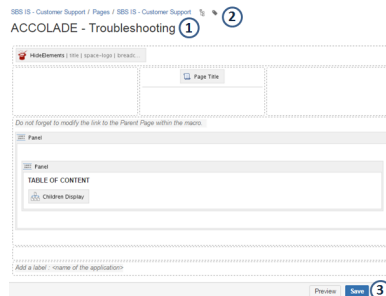 SBS IS - Customer Support / Pages / SBS IS - Customer Support
2
ACCOLADE - Troubleshooting 1
HideElements | title | space-logo | breadc...
Page Title
Do not forget to modify the link to the Parent Page within the macro.
Panel
Panel
TABLE OF CONTENT
Children Display
Add a label : <name of the application>
Preview Save 3